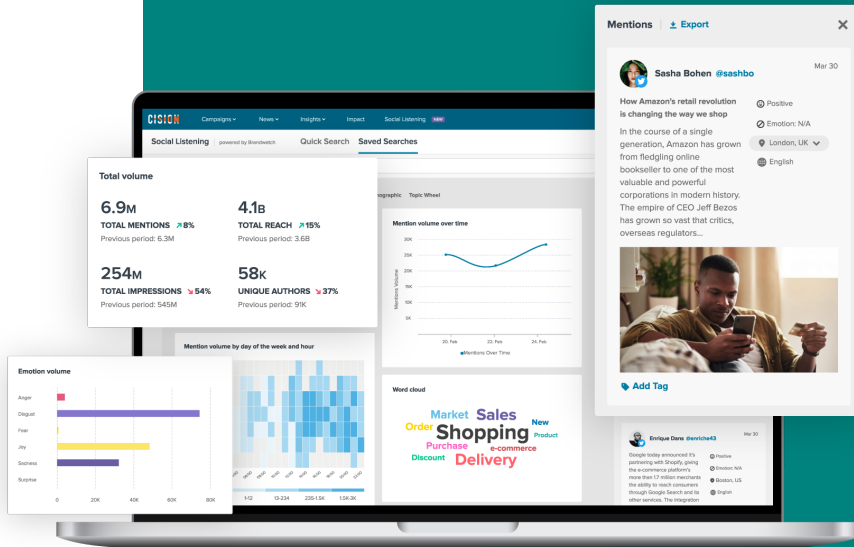 Mentions
Export
Sasha Bohen @sashbo
Mar 30
How Amazon's retail revolution
is changing the way we shop
In the course of a single
generation, Amazon has grown
from fledgling online
bookseller to one of the most
valuable and powerful
corporations in modern history.
The empire of CEO Jeff Bezos
has grown so vast that critics,
overseas regulators...
Positive
Emotion: N/A
London, UK
English
Add Tag
CISION
Campaigns
News
Insights
Impact
Social Listening
NEW
Social Listening
powered by Brandwatch
Quick Search
Saved Searches
Topic Wheel
Total volume
6.9M
TOTAL MENTIONS 8%
Previous period: 6.3M
4.1B
TOTAL REACH 15%
Previous period: 3.6B
254M
TOTAL IMPRESSIONS 54%
Previous period: 545M
58K
UNIQUE AUTHORS 37%
Previous period: 91K
Mention volume over time
Mentions Volume
30K
25K
20K
15K
10K
5K
20. Feb
22. Feb
24. Feb
Mentions Over Time
Mention volume by day of the week and hour
1-12
13-234
235-1.5K
1.5K-3K
Emotion volume
Anger
Disgust
Fear
Joy
Sadness
Surprise
0
20K
40K
60K
80K
Word cloud
Market
Sales
Order
Shopping
New
Product
Purchase
e-commerce
Discount
Delivery
Enrique Dans @enriche43
Mar 30
Google today announced it's
partnering with Shopify, giving
the e-commerce platform's
more than 1.7 million merchants
the ability to reach consumers
through Google Search and its
other services. The integration
Positive
Emotion: N/A
Boston, US
English